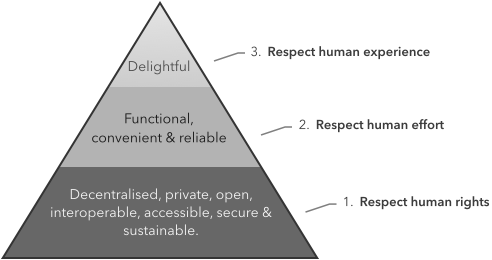 Delightful
3. Respect human experience
Functional,
convenient & reliable
2. Respect human effort
Decentralised, private, open,
interoperable, accessible, secure &
sustainable.
1. Respect human rights